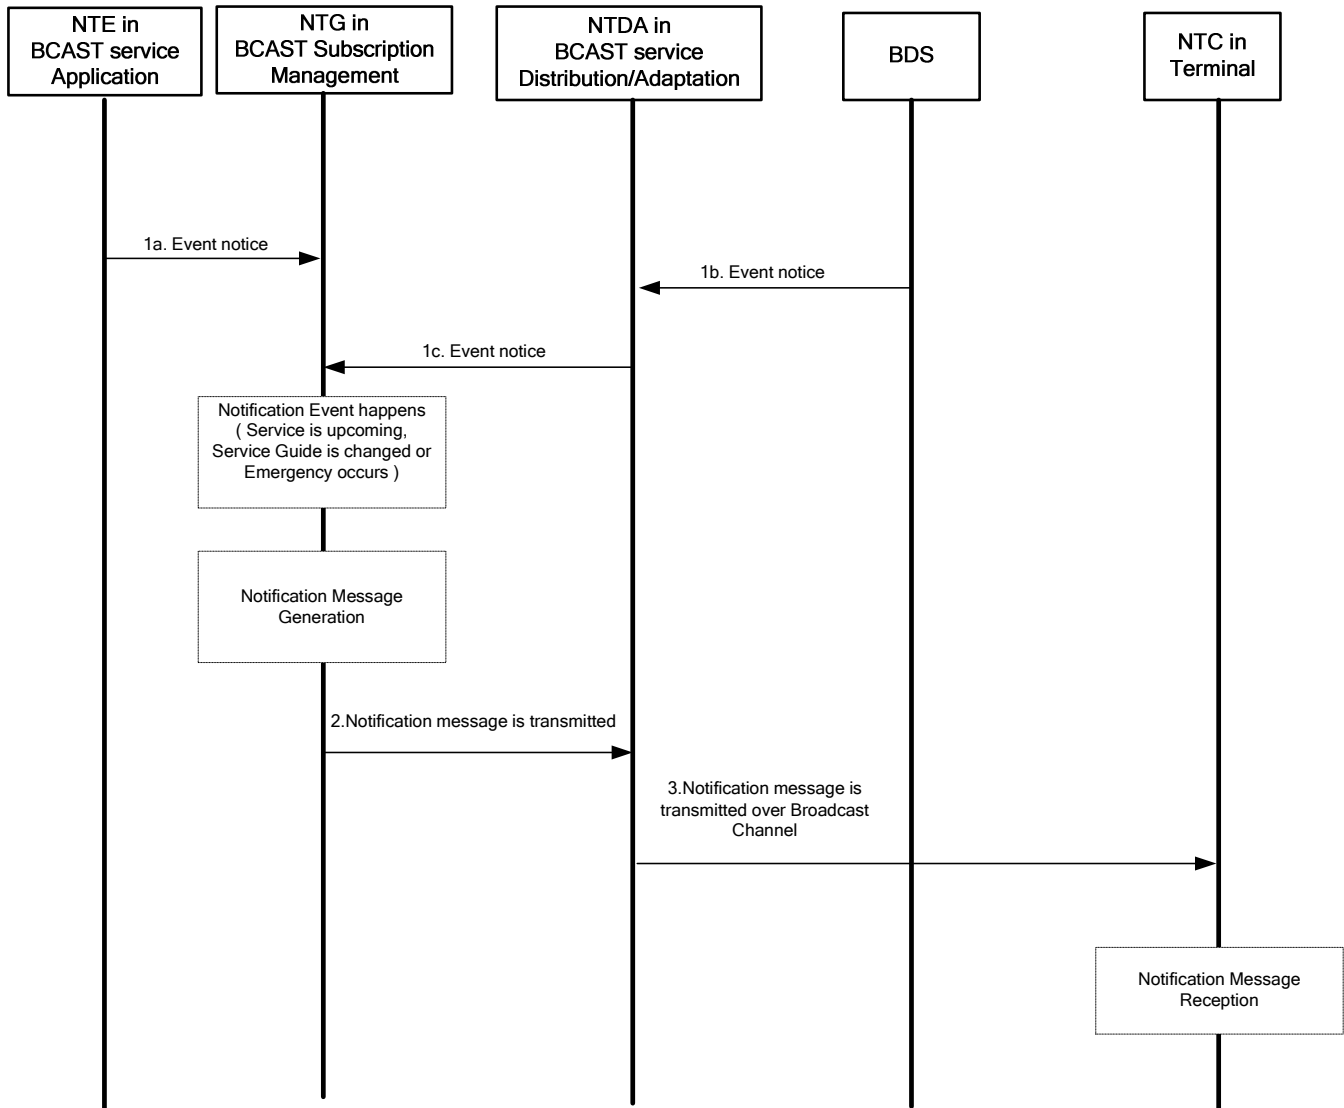 NTE in
BCAST service
Application
NTG in
BCAST Subscription
Management
NTDA in
BCAST service
Distribution/Adaptation
BDS
NTC in
Terminal
1a. Event notice
1b. Event notice
1c. Event notice
Notification Event happens
( Service is upcoming,
Service Guide is changed or
Emergency occurs )
Notification Message
Generation
2.Notification message is transmitted
3.Notification message is
transmitted over Broadcast
Channel
Notification Message
Reception